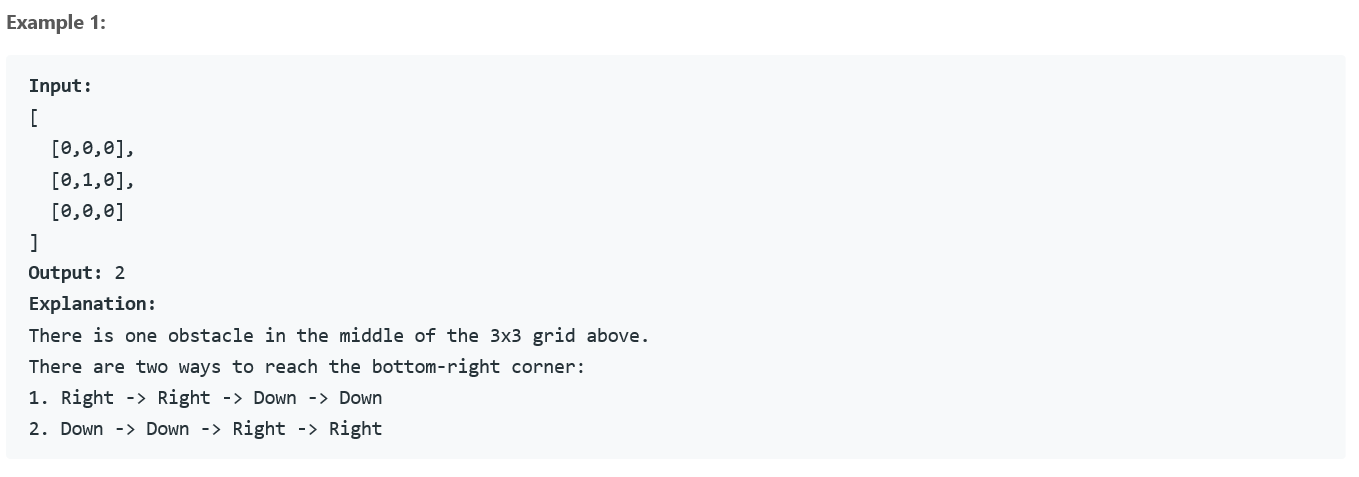 Example 1:
Input:
[
[0,0,0],
[0,1,0],
[0,0,0]
]
Output: 2
Explanation:
There is one obstacle in the middle of the 3x3 grid above.
There are two ways to reach the bottom-right corner:
1. Right -> Right -> Down -> Down
2. Down -> Down -> Right -> Right